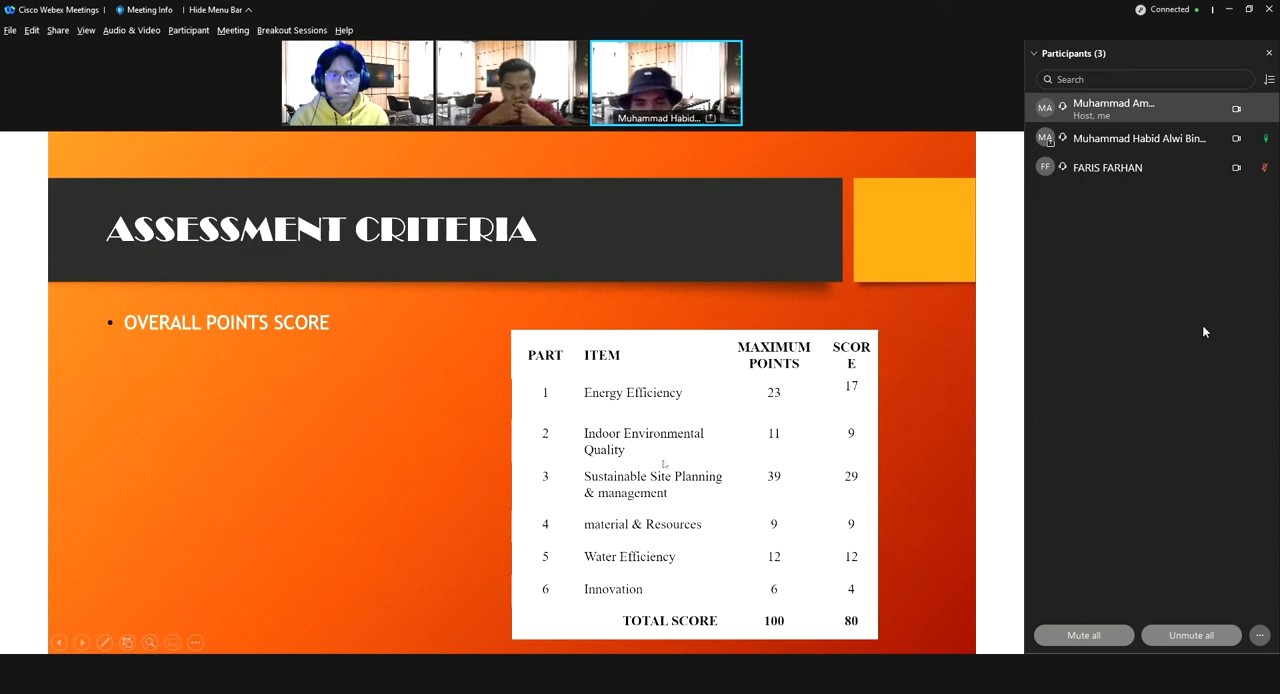 Cisco Webex Meetings
Meeting Info
Hide Menu Bar
Connected
File Edit Share View Audio & Video Participant Meeting Breakout Sessions Help
Muhammad Habid...
Participants (3)
Search
MA
Muhammad Am...
Host, me
MA
Muhammad Habid Alwi Bin...
FF
FARIS FARHAN
Mute all
Unmute all
ASSESSMENT CRITERIA
• OVERALL POINTS SCORE
PART ITEM MAXIMUM POINTS SCOR E
1 Energy Efficiency 23 17
2 Indoor Environmental Quality 11 9
3 Sustainable Site Planning & management 39 29
4 material & Resources 9 9
5 Water Efficiency 12 12
6 Innovation 6 4
TOTAL SCORE 100 80